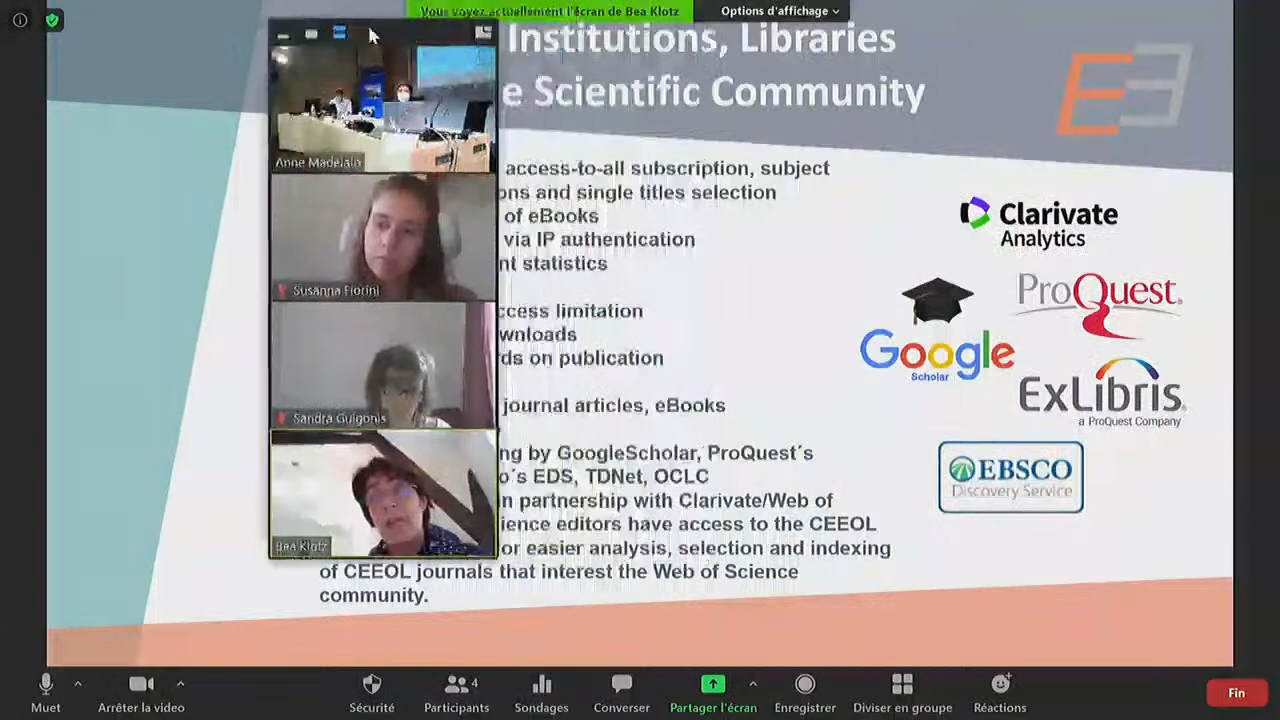 Vous voyez actuellement l'écran de Bea Klotz
Options d'affichage
Institutions, Libraries
e Scientific Community
Anne Madelain
Susanna Fiorini
Sandra Guigonis
Bea Klotz
access-to-all subscription, subject
ons and single titles selection
of eBooks
via IP authentication
nt statistics
ccess limitation
wnloads
ds on publication
journal articles, eBooks
ng by GoogleScholar, ProQuest´s
o´s EDS, TDNet, OCLC
n partnership with Clarivate/Web of
ience editors have access to the CEEOL
or easier analysis, selection and indexing
of CEEOL journals that interest the Web of Science
community.
Clarivate
Analytics
ProQuest
Google
Scholar
ExLibris
a ProQuest Company
EBSCO
Discovery Service
Muet
Arrêter la video
Sécurité
Participants
4
Sondages
Converser
Partager l'écran
Enregistrer
Diviser en groupe
Réactions
Fin